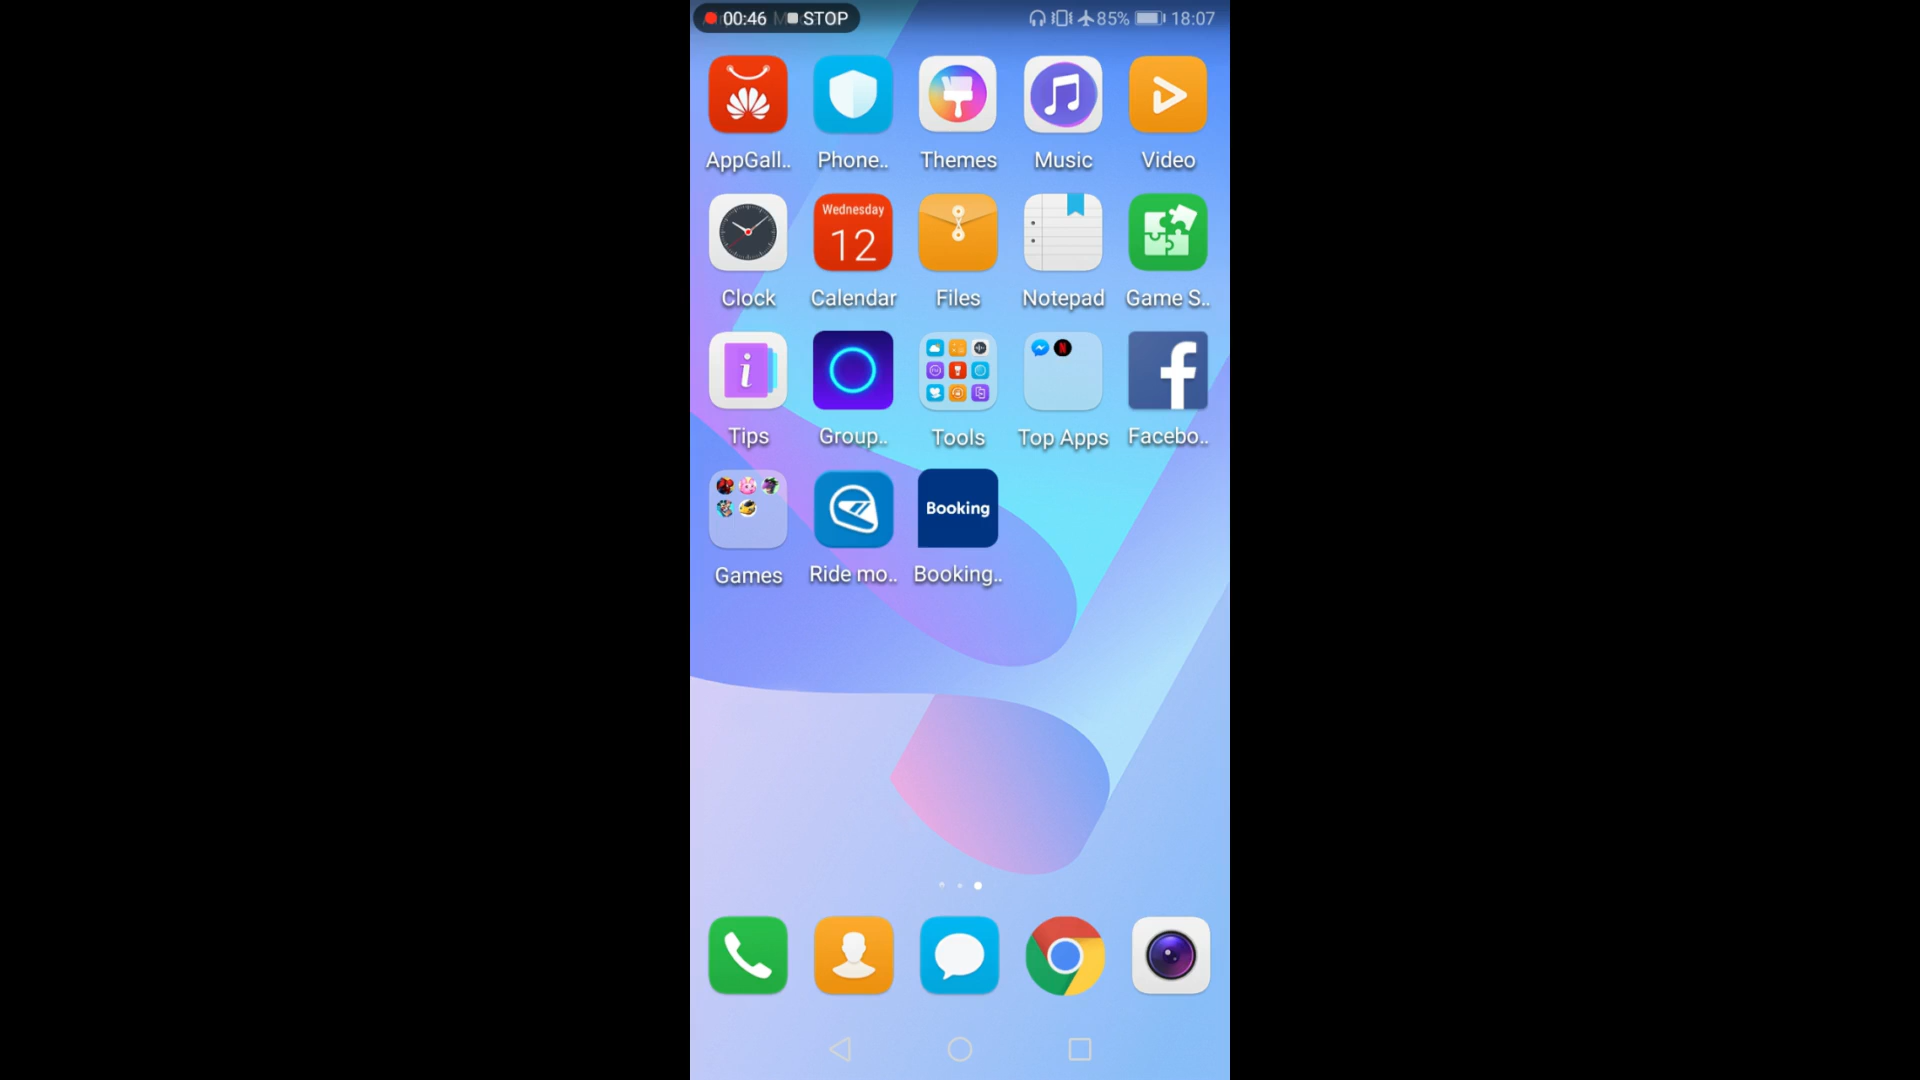 00:46 STOP 85% 18:07
AppGall.. Phone.. Themes Music Video
Wednesday
12
Clock Calendar Files Notepad Game S..
i
f
Tips Group.. Tools Top Apps Facebo..
Booking
Games Ride mo.. Booking..